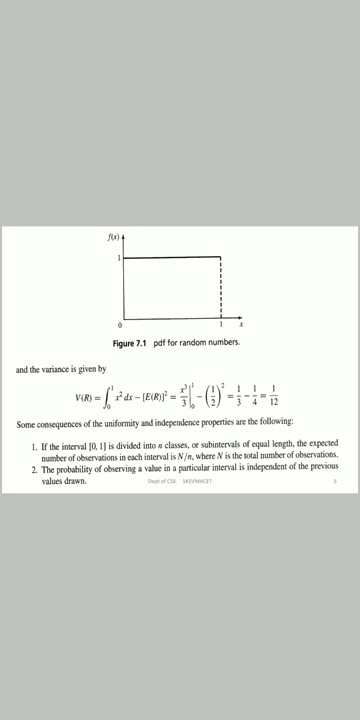 f(x)
1
0 1 x
Figure 7.1 pdf for random numbers.
and the variance is given by
V(R) = ∫₀¹ x² dx − [E(R)]² = x³/3 |₀¹ − (1/2)² = 1/3 − 1/4 = 1/12
Some consequences of the uniformity and independence properties are the following:
1. If the interval [0, 1] is divided into n classes, or subintervals of equal length, the expected
number of observations in each interval is N/n, where N is the total number of observations.
2. The probability of observing a value in a particular interval is independent of the previous
values drawn.
Dept of CSE SKSVMACET 5